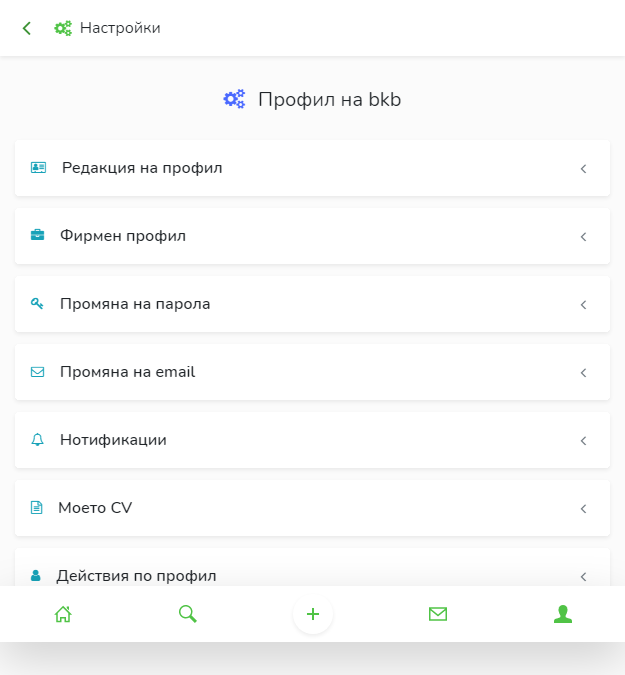 Настройки
Профил на bkb
Редакция на профил
Фирмен профил
Промяна на парола
Промяна на email
Нотификации
Моето CV
Действия по профил